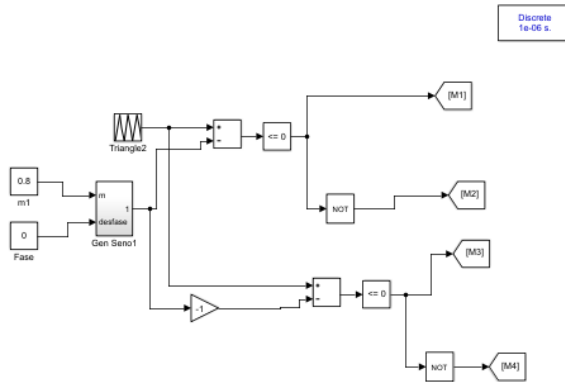 Discrete
1e-06 s.
[M1]
<= 0
Triangle2
0.8
m
m1
1
NOT
[M2]
desfase
0
Gen Seno1
Fase
[M3]
<= 0
-1
NOT
[M4]